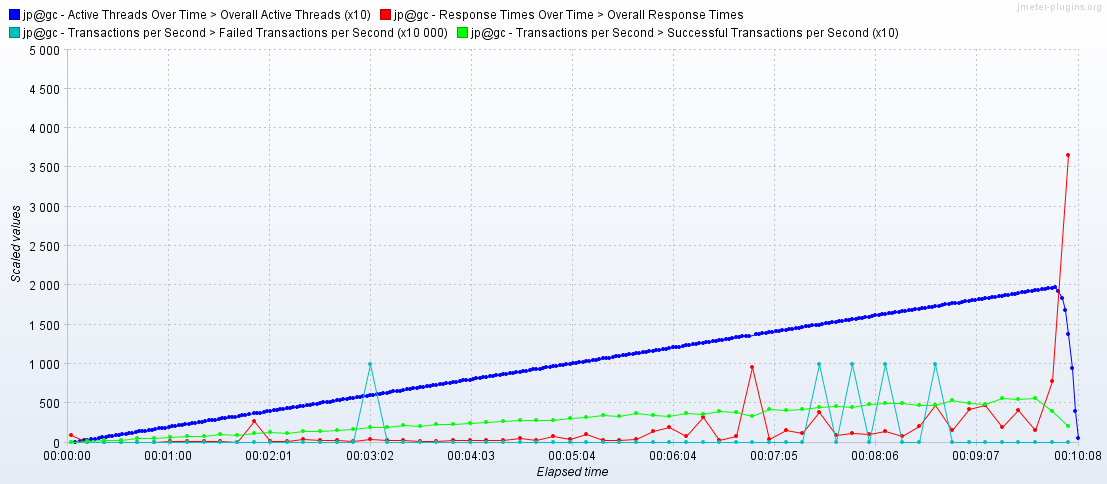 jmeter-plugins.org
jp@gc - Active Threads Over Time > Overall Active Threads (x10) jp@gc - Response Times Over Time > Overall Response Times
jp@gc - Transactions per Second > Failed Transactions per Second (x10 000) jp@gc - Transactions per Second > Successful Transactions per Second (x10)
5 000
4 500
4 000
3 500
3 000
2 500
2 000
1 500
1 000
500
0
Scaled values
00:00:00 00:01:00 00:02:01 00:03:02 00:04:03 00:05:04 00:06:04 00:07:05 00:08:06 00:09:07 00:10:08
Elapsed time